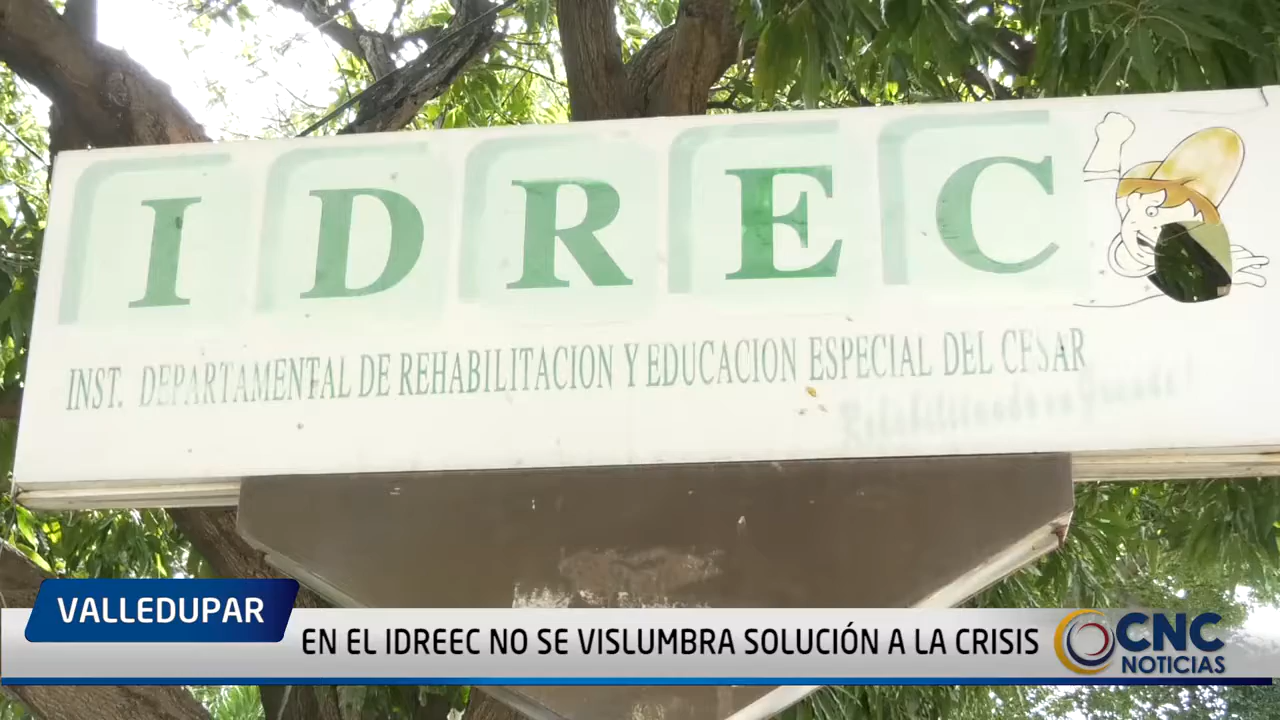 IDREC
INST. DEPARTAMENTAL DE REHABILITACION Y EDUCACION ESPECIAL DEL CESAR
VALLEDUPAR
EN EL IDREEC NO SE VISLUMBRA SOLUCIÓN A LA CRISIS
CNC
NOTICIAS